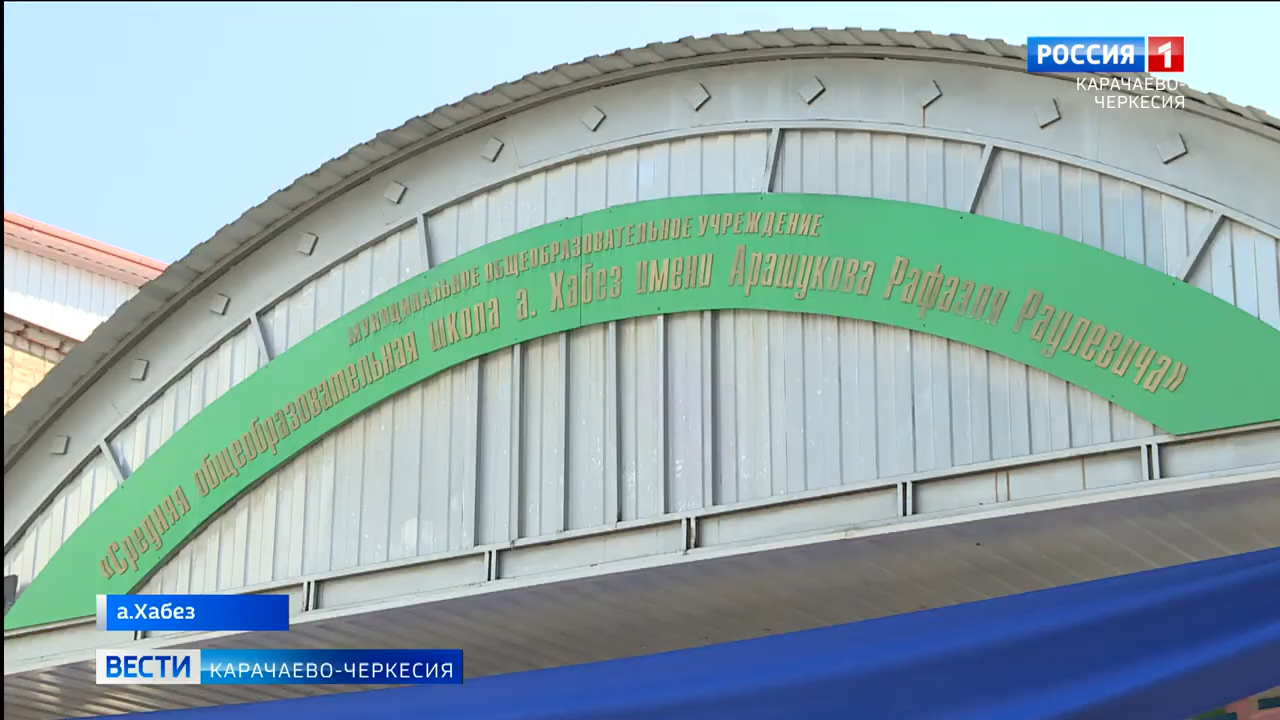 РОССИЯ 1
КАРАЧАЕВО-
ЧЕРКЕСИЯ
МУНИЦИПАЛЬНОЕ ОБЩЕОБРАЗОВАТЕЛЬНОЕ УЧРЕЖДЕНИЕ
«Средняя общеобразовательная школа а. Хабез имени Арашукова Рафаэля Раулевича»
а.Хабез
ВЕСТИ КАРАЧАЕВО-ЧЕРКЕСИЯ